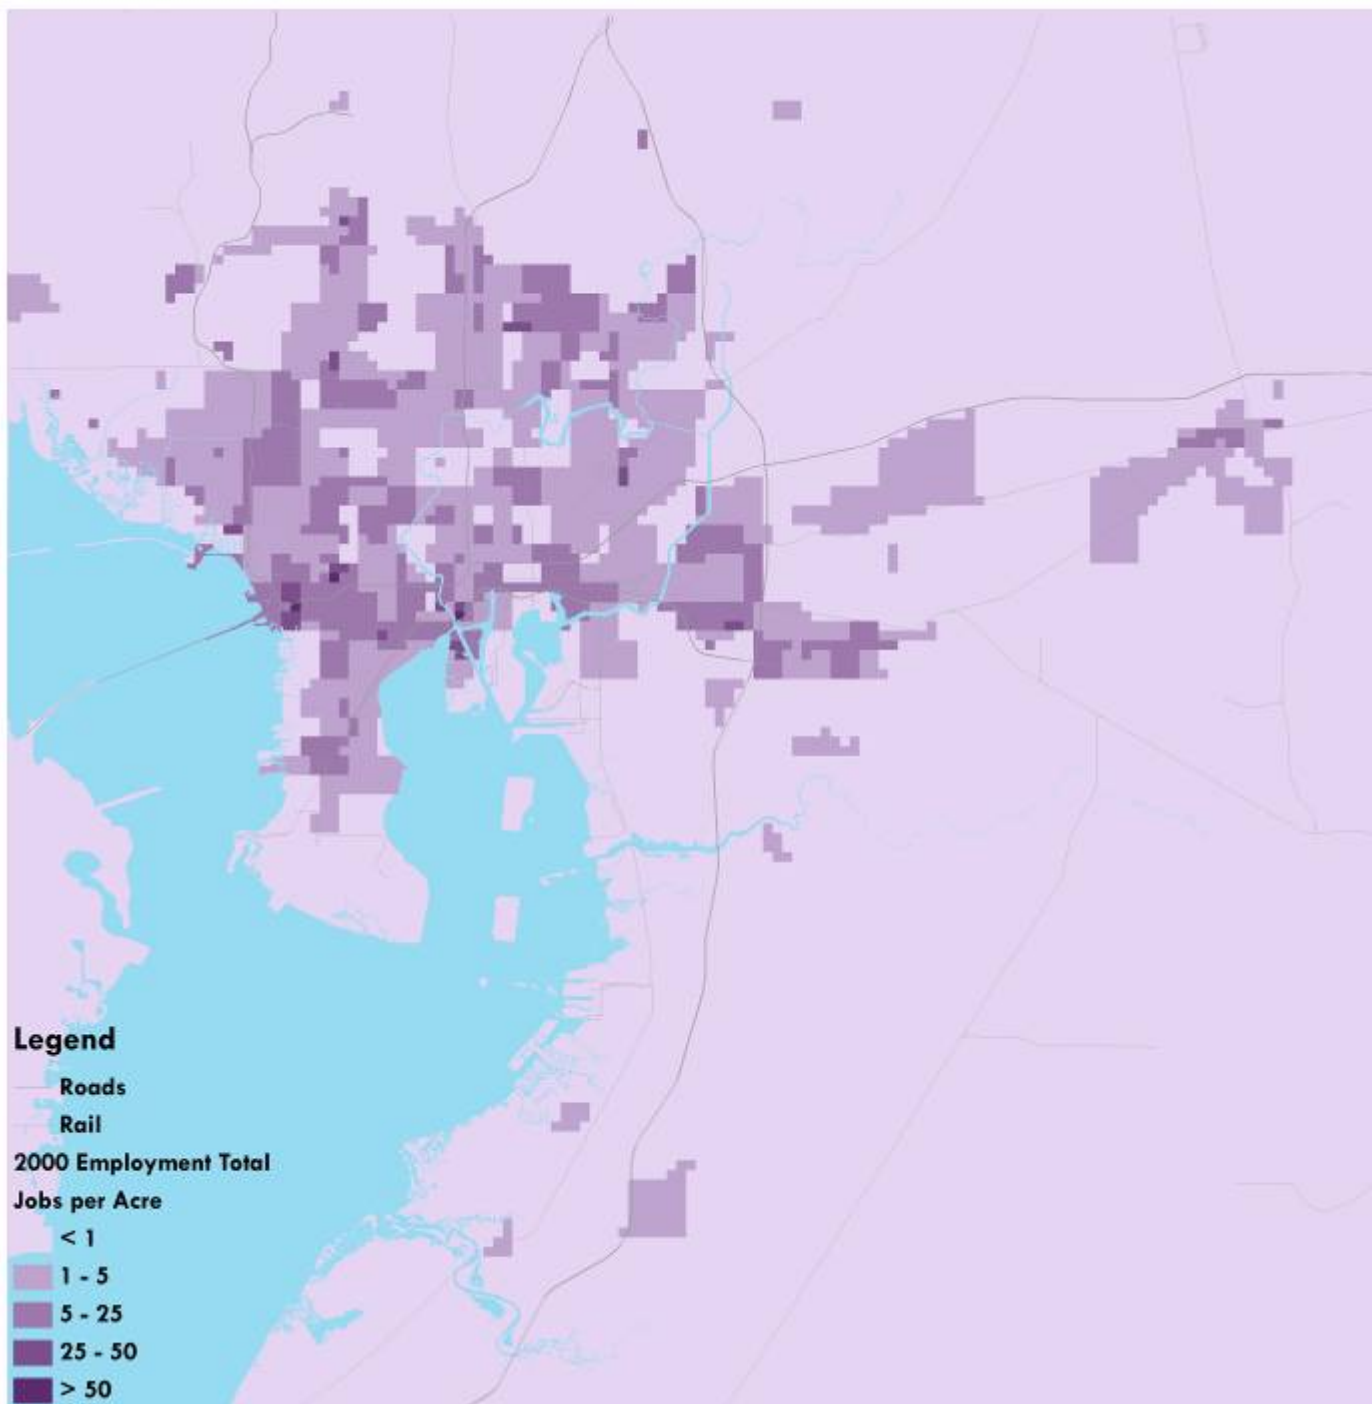 Legend
Roads
Rail
2000 Employment Total
Jobs per Acre
< 1
1 - 5
5 - 25
25 - 50
> 50